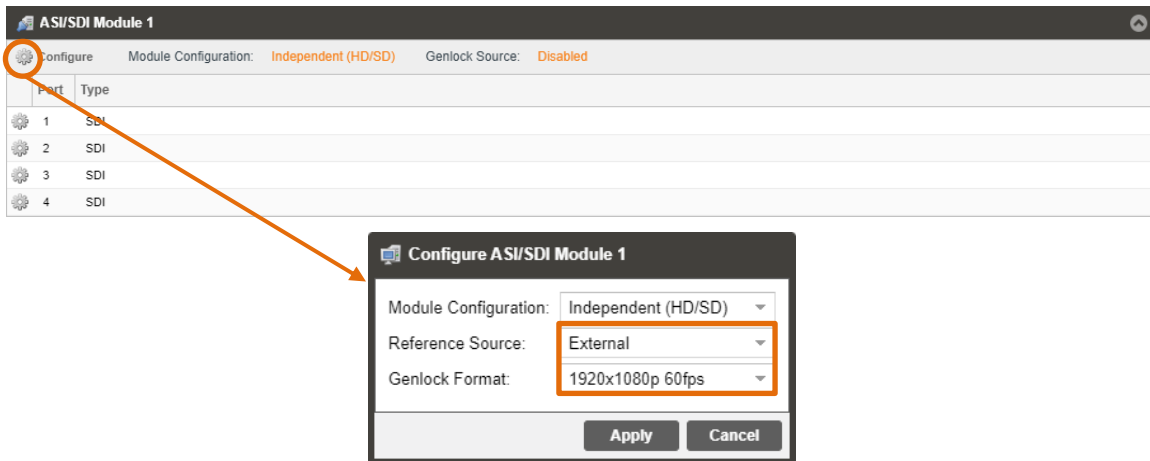 ASI/SDI Module 1
Configure Module Configuration: Independent (HD/SD) Genlock Source: Disabled
Port Type
1 SDI
2 SDI
3 SDI
4 SDI
Configure ASI/SDI Module 1
Module Configuration: Independent (HD/SD)
Reference Source: External
Genlock Format: 1920x1080p 60fps
Apply Cancel